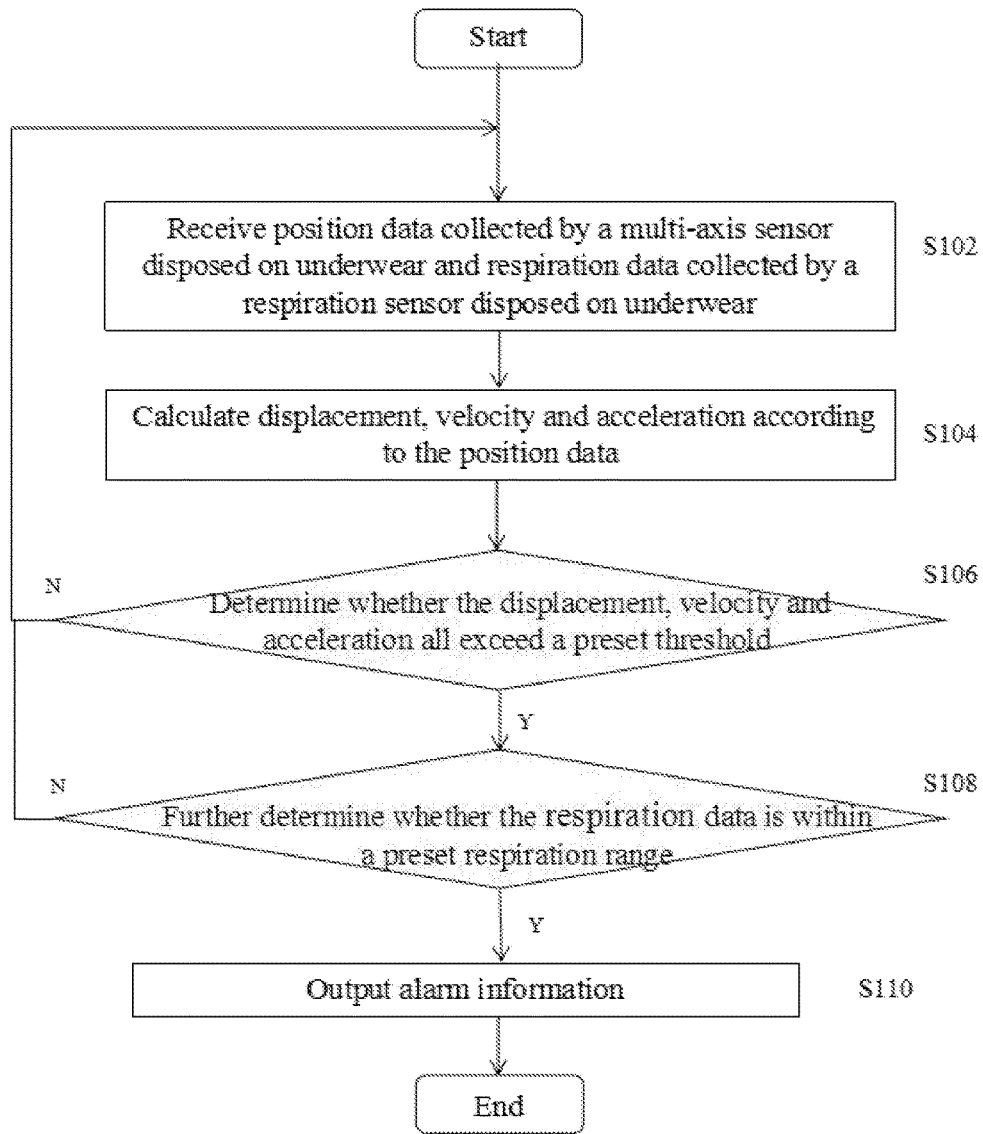 Start
Receive position data collected by a multi-axis sensor
disposed on underwear and respiration data collected by a
respiration sensor disposed on underwear
S102
Calculate displacement, velocity and acceleration according
to the position data
S104
N
S106
Determine whether the displacement, velocity and
acceleration all exceed a preset threshold
Y
N
S108
Further determine whether the respiration data is within
a preset respiration range
Y
Output alarm information
S110
End